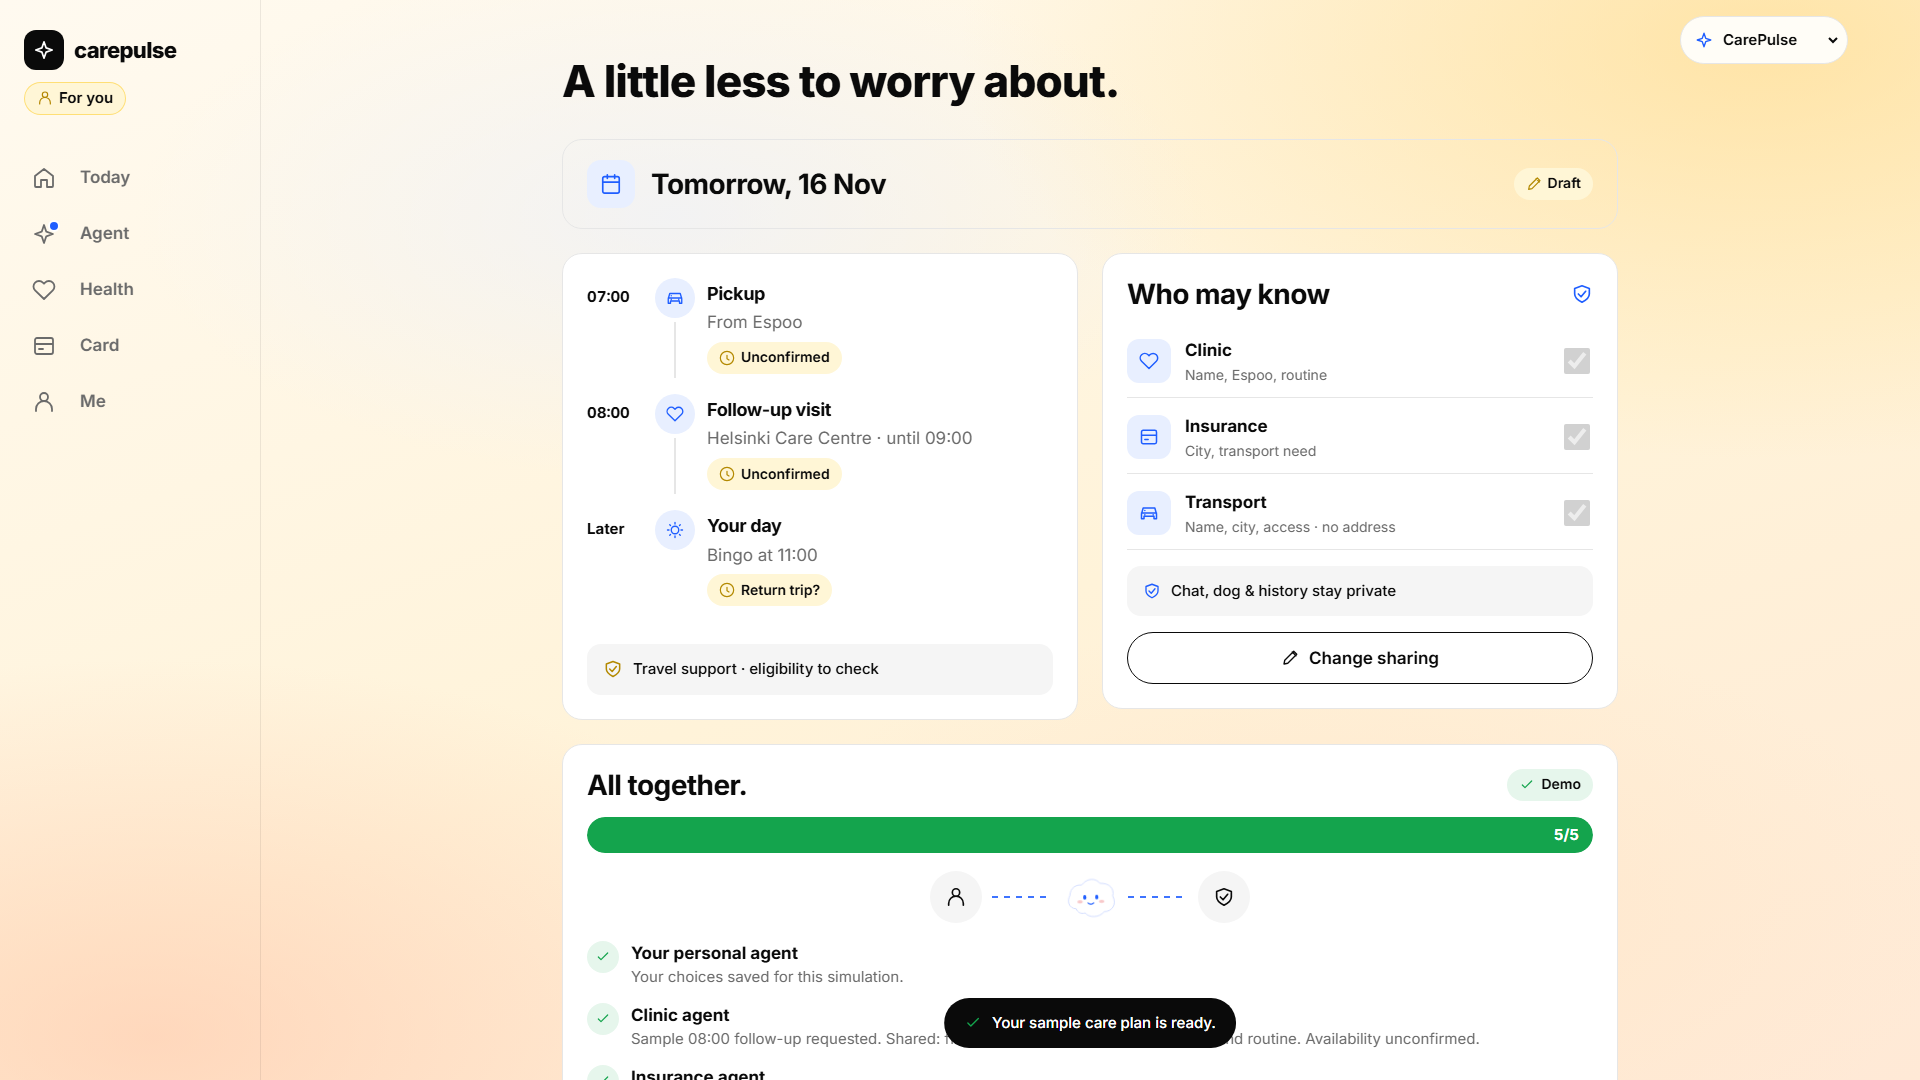 carepulse
For you
Today
Agent
Health
Card
Me
CarePulse
A little less to worry about.
Tomorrow, 16 Nov
Draft
07:00
Pickup
From Espoo
Unconfirmed
08:00
Follow-up visit
Helsinki Care Centre · until 09:00
Unconfirmed
Later
Your day
Bingo at 11:00
Return trip?
Travel support · eligibility to check
Who may know
Clinic
Name, Espoo, routine
Insurance
City, transport need
Transport
Name, city, access · no address
Chat, dog & history stay private
Change sharing
All together.
Demo
5/5
Your personal agent
Your choices saved for this simulation.
Clinic agent
Sample 08:00 follow-up requested. Shared: routine. Availability unconfirmed.
Your sample care plan is ready.
Insurance agent